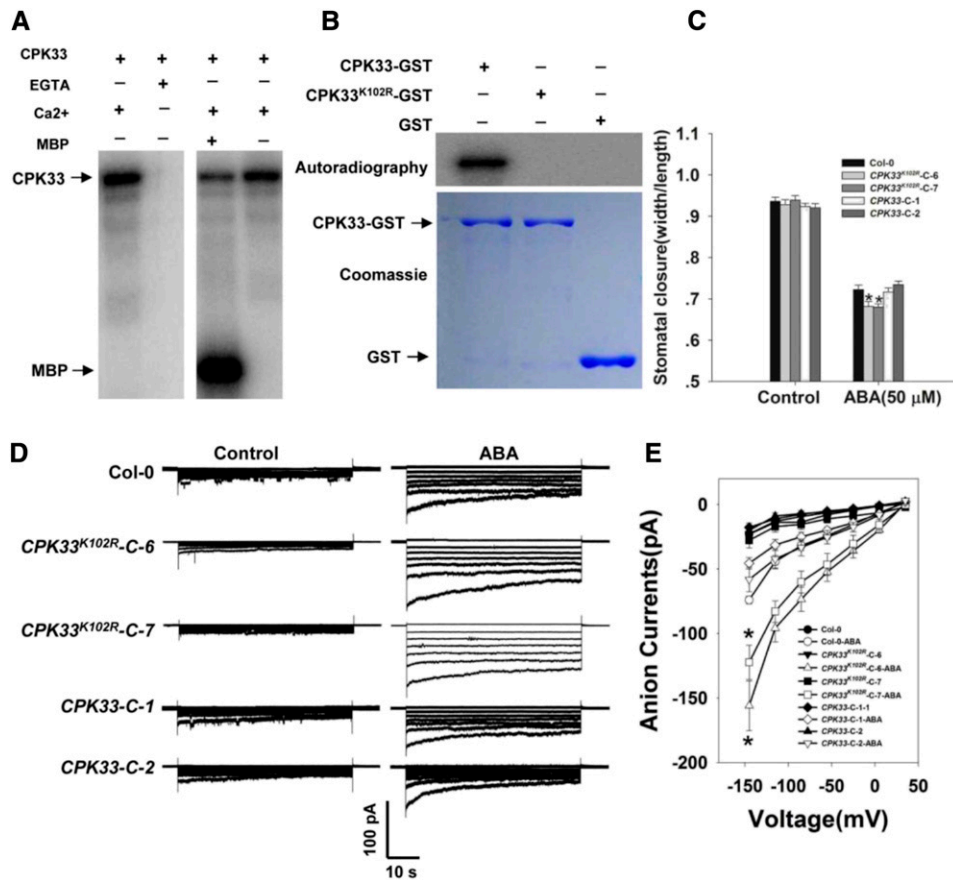 A
CPK33 + + + +
EGTA – + – –
Ca2+ + – + +
MBP – – + –
CPK33
MBP
B
CPK33-GST + – –
CPK33K102R-GST – + –
GST – – +
Autoradiography
CPK33-GST
Coomassie
GST
C
Stomatal closure(width/length)
1.1
1.0
.9
.8
.7
.6
.5
Col-0
CPK33K102R-C-6
CPK33K102R-C-7
CPK33-C-1
CPK33-C-2
* *
Control
ABA(50 μM)
D
Control
ABA
Col-0
CPK33K102R-C-6
CPK33K102R-C-7
CPK33-C-1
CPK33-C-2
100 pA
10 s
E
Anion Currents(pA)
0
-50
-100
-150
-200
*
*
Col-0
Col-0-ABA
CPK33K102R-C-6
CPK33K102R-C-6-ABA
CPK33K102R-C-7
CPK33K102R-C-7-ABA
CPK33-C-1-1
CPK33-C-1-ABA
CPK33-C-2
CPK33-C-2-ABA
-150 -100 -50 0 50
Voltage(mV)